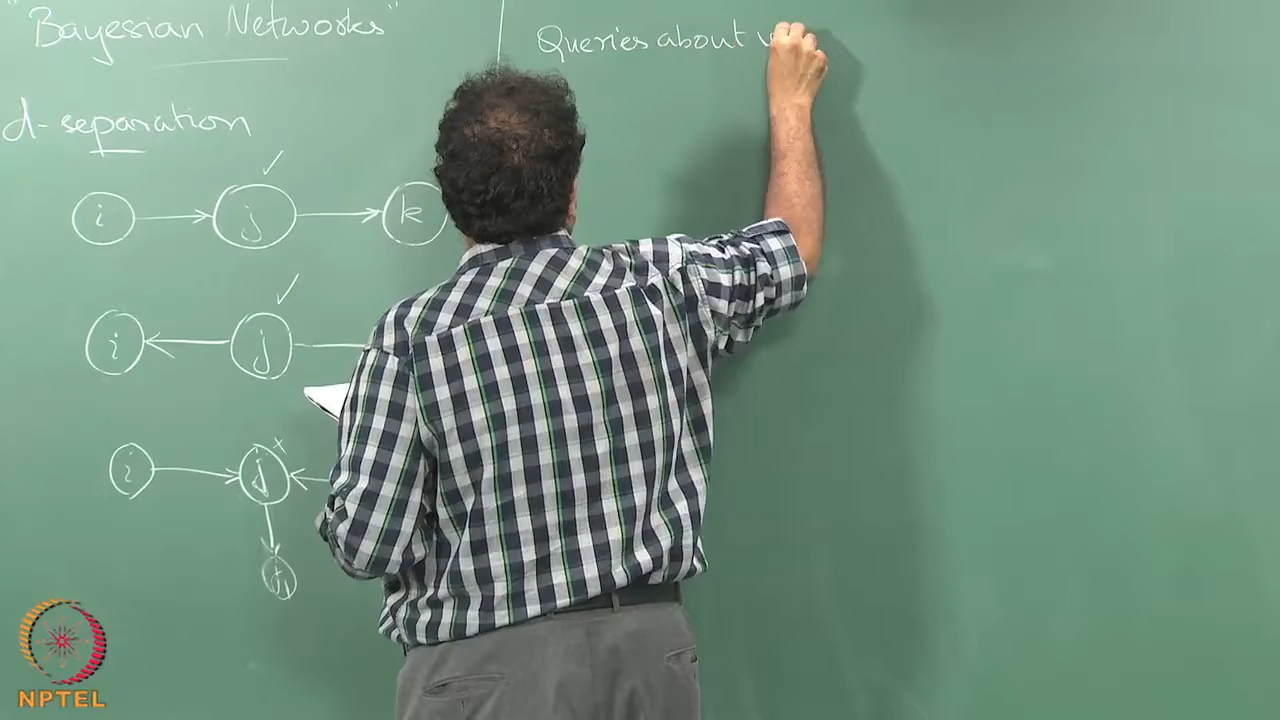 "Bayesian Networks"
Queries about
d-separation
i
j
k
i
j
i
j
NPTEL